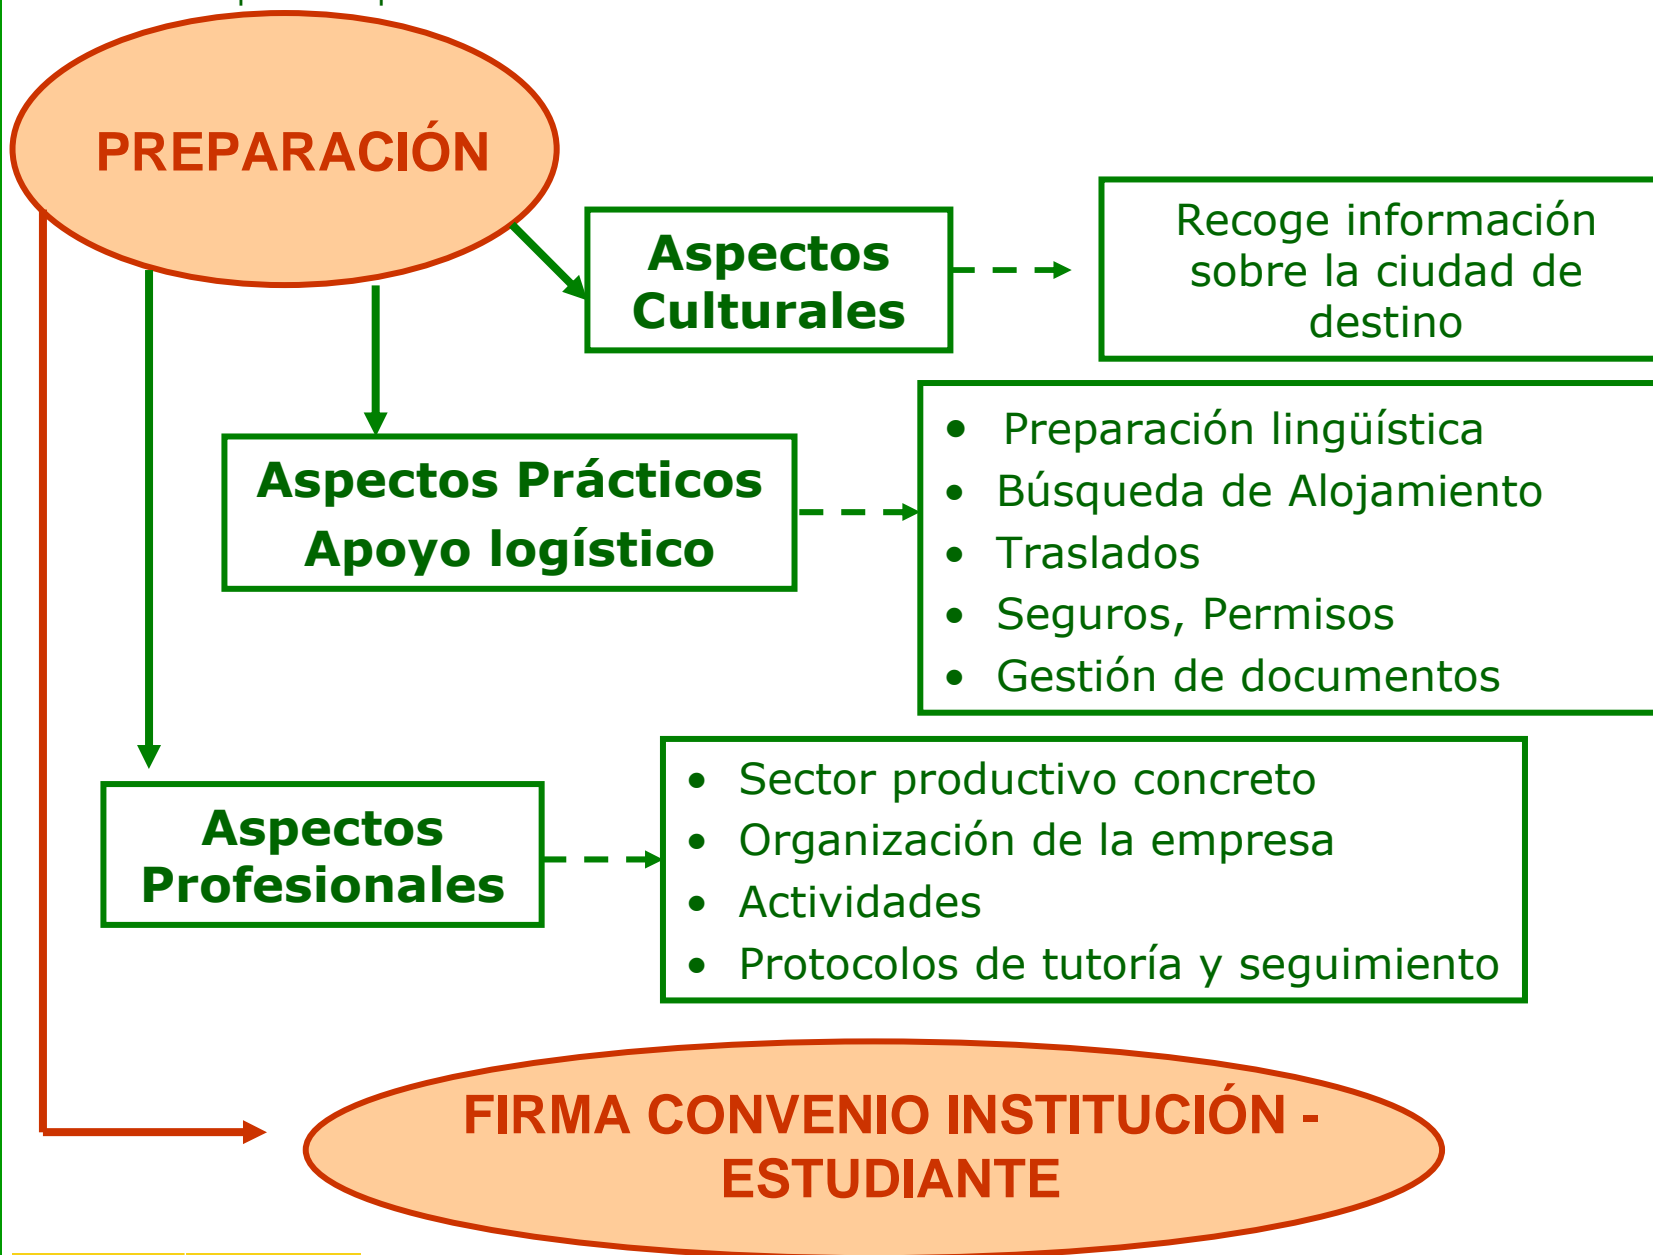 PREPARACIÓN
Aspectos
Culturales
Recoge información
sobre la ciudad de
destino
Aspectos Prácticos
Apoyo logístico
• Preparación lingüística
• Búsqueda de Alojamiento
• Traslados
• Seguros, Permisos
• Gestión de documentos
Aspectos
Profesionales
• Sector productivo concreto
• Organización de la empresa
• Actividades
• Protocolos de tutoría y seguimiento
FIRMA CONVENIO INSTITUCIÓN -
ESTUDIANTE